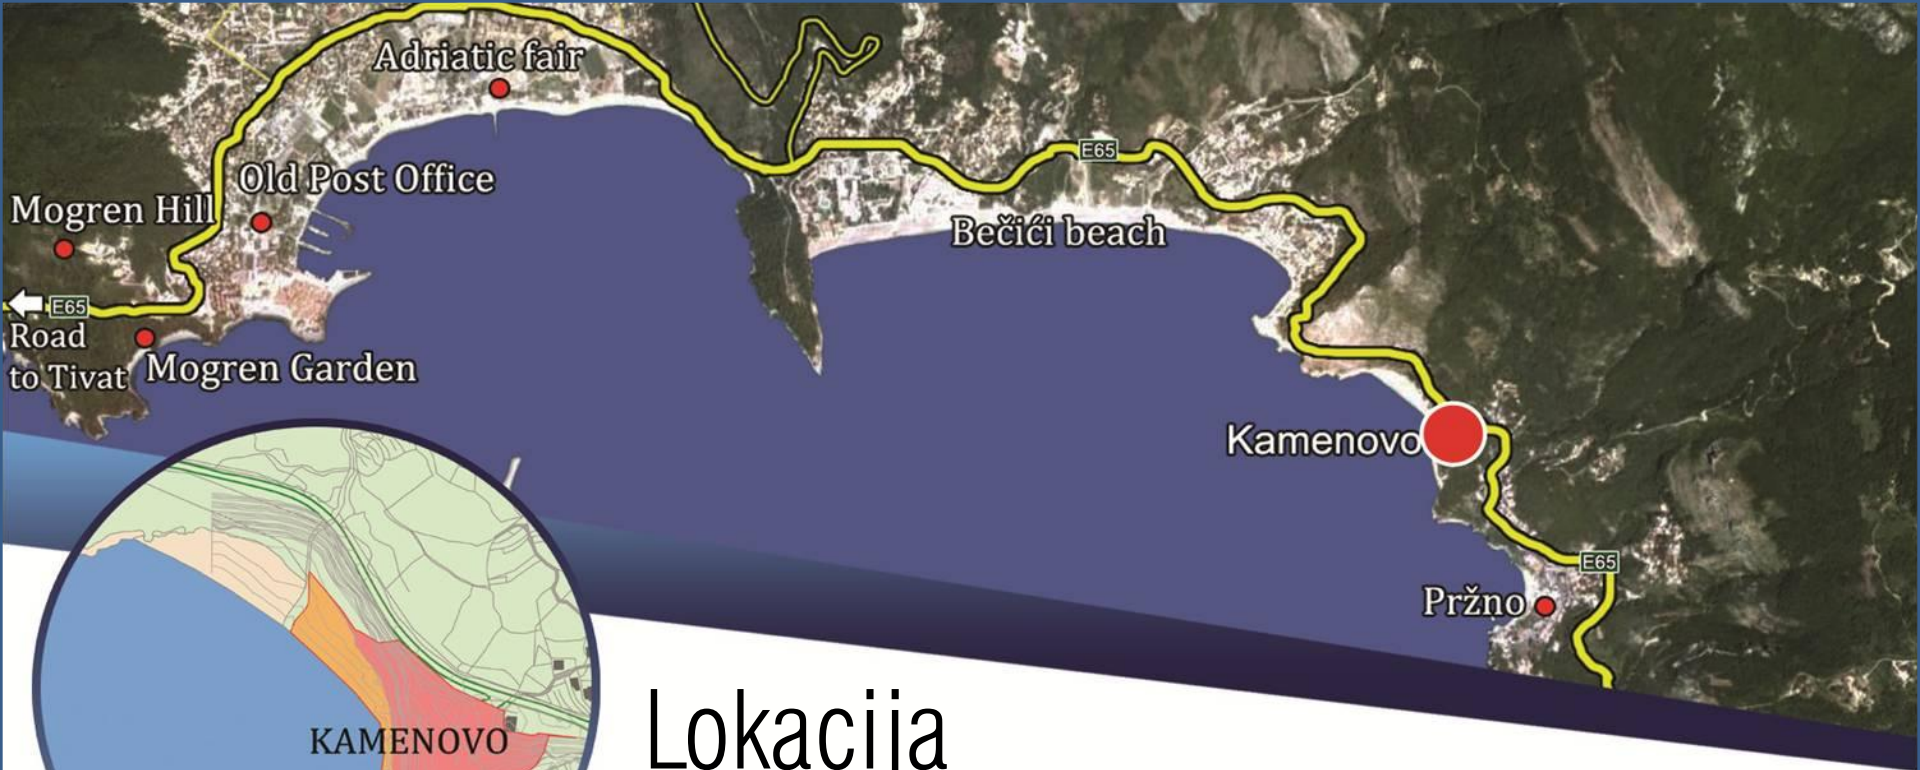 Adriatic fair
Old Post Office
Mogren Hill
E65
Road
to Tivat
Mogren Garden
E65
Bečići beach
Kamenovo
E65
Pržno
KAMENOVO
Lokacija